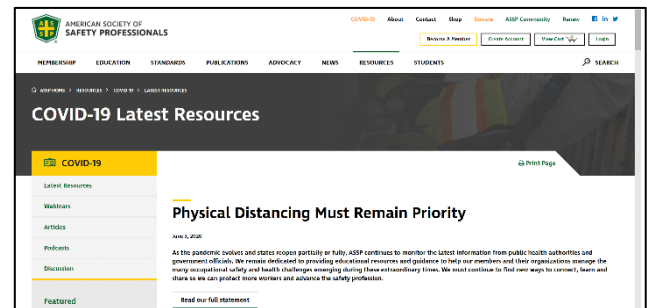 AMERICAN SOCIETY OF
SAFETY PROFESSIONALS
COVID-19 About Contact Shop Donate ASSP Community Renew
Become A Member Create Account View Cart Login
MEMBERSHIP EDUCATION STANDARDS PUBLICATIONS ADVOCACY NEWS RESOURCES STUDENTS SEARCH
ASSP HOME > RESOURCES > COVID-19 > LATEST RESOURCES
COVID-19 Latest Resources
COVID-19
Print Page
Latest Resources
Webinars
Articles
Podcasts
Discussion
Featured
Physical Distancing Must Remain Priority
2020
As the pandemic evolves and states reopen partially or fully, ASSP continues to monitor the latest information from public health authorities and
government officials. We remain dedicated to providing educational resources and guidance to help our members and their organizations manage the
many occupational safety and health challenges emerging during these extraordinary times. We must continue to find new ways to connect, learn and
share so we can protect more workers and advance the safety profession.
Read our full statement